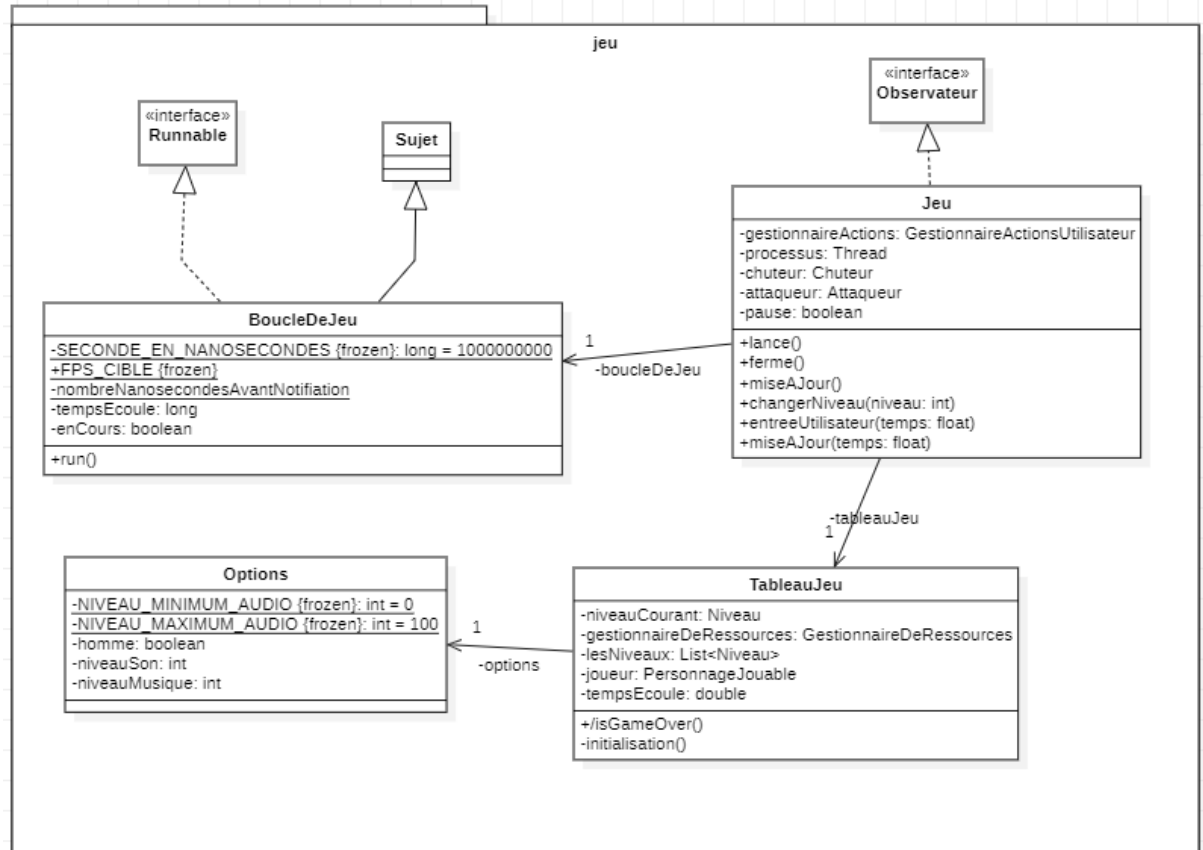 jeu
«interface»
Runnable
Sujet
«interface»
Observateur
Jeu
-gestionnaireActions: GestionnaireActionsUtilisateur
-processus: Thread
-chuteur: Chuteur
-attaqueur: Attaqueur
-pause: boolean
+lance()
+ferme()
+miseAJour()
+changerNiveau(niveau: int)
+entreeUtilisateur(temps: float)
+miseAJour(temps: float)
BoucleDeJeu
-SECONDE_EN_NANOSECONDES {frozen}: long = 1000000000
+FPS_CIBLE {frozen}
-nombreNanosecondesAvantNotifiation
-tempsEcoule: long
-enCours: boolean
+run()
1
-boucleDeJeu
-tableauJeu
1
Options
-NIVEAU_MINIMUM_AUDIO {frozen}: int = 0
-NIVEAU_MAXIMUM_AUDIO {frozen}: int = 100
-homme: boolean
-niveauSon: int
-niveauMusique: int
1
-options
TableauJeu
-niveauCourant: Niveau
-gestionnaireDeRessources: GestionnaireDeRessources
-lesNiveaux: List<Niveau>
-joueur: PersonnageJouable
-tempsEcoule: double
+/isGameOver()
-initialisation()